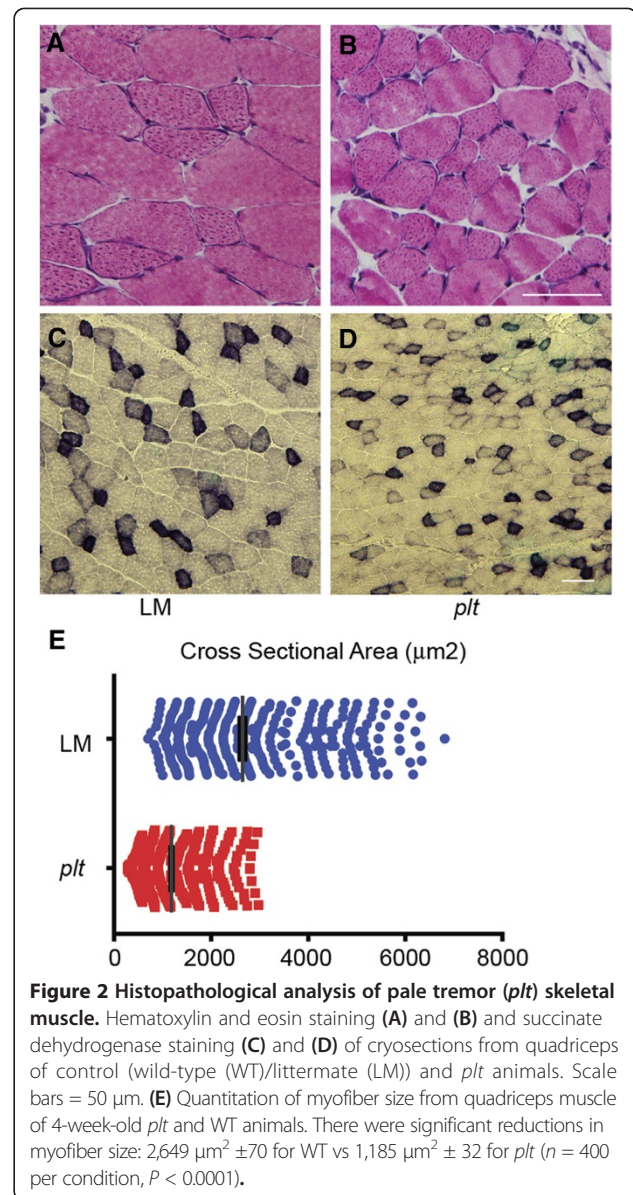 A
B
C
D
LM
plt
E
Cross Sectional Area (μm2)
LM
plt
0 2000 4000 6000 8000
Figure 2 Histopathological analysis of pale tremor (plt) skeletal
muscle. Hematoxylin and eosin staining (A) and (B) and succinate
dehydrogenase staining (C) and (D) of cryosections from quadriceps
of control (wild-type (WT)/littermate (LM)) and plt animals. Scale
bars = 50 μm. (E) Quantitation of myofiber size from quadriceps muscle
of 4-week-old plt and WT animals. There were significant reductions in
myofiber size: 2,649 μm² ±70 for WT vs 1,185 μm² ± 32 for plt (n = 400
per condition, P < 0.0001).